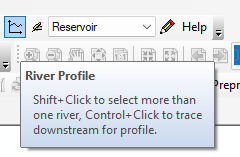 Reservoir
Help
River Profile
Shift+Click to select more than
one river, Control+Click to trace
downstream for profile.